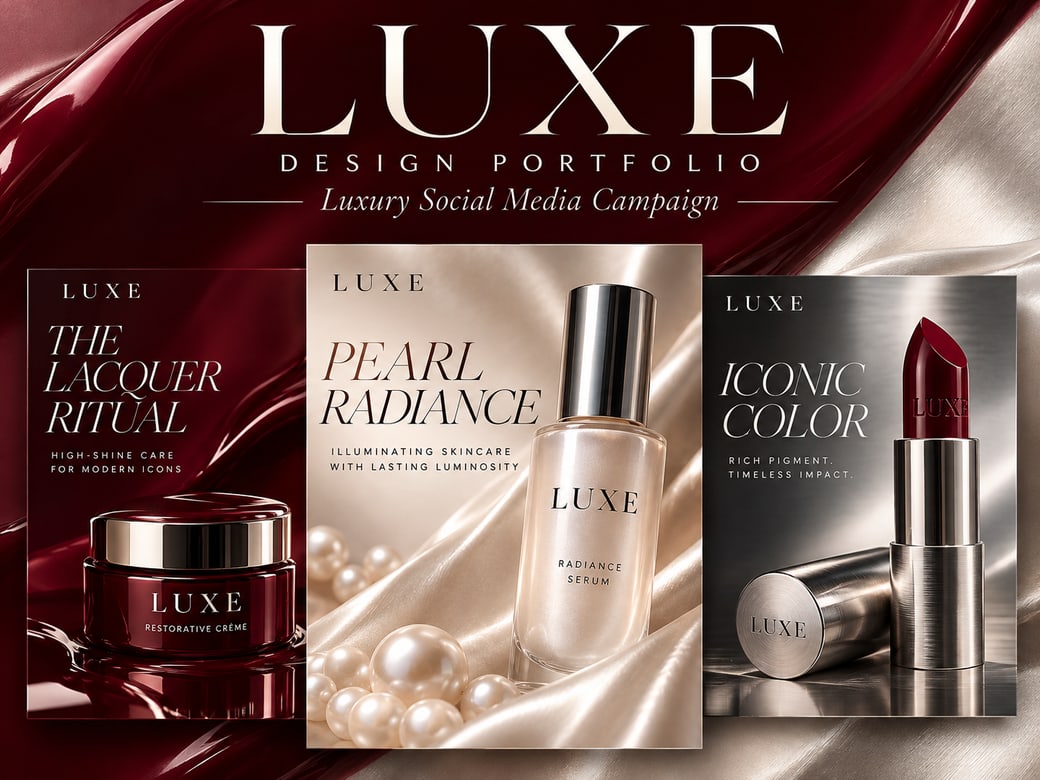 LUXE
DESIGN PORTFOLIO
Luxury Social Media Campaign
LUXE
THE
LACQUER
RITUAL
HIGH-SHINE CARE
FOR MODERN ICONS
LUXE
RESTORATIVE CRÈME
LUXE
PEARL
RADIANCE
ILLUMINATING SKINCARE
WITH LASTING LUMINOSITY
LUXE
RADIANCE
SERUM
LUXE
ICONIC
COLOR
RICH PIGMENT.
TIMELESS IMPACT.
LUXE
LUXE